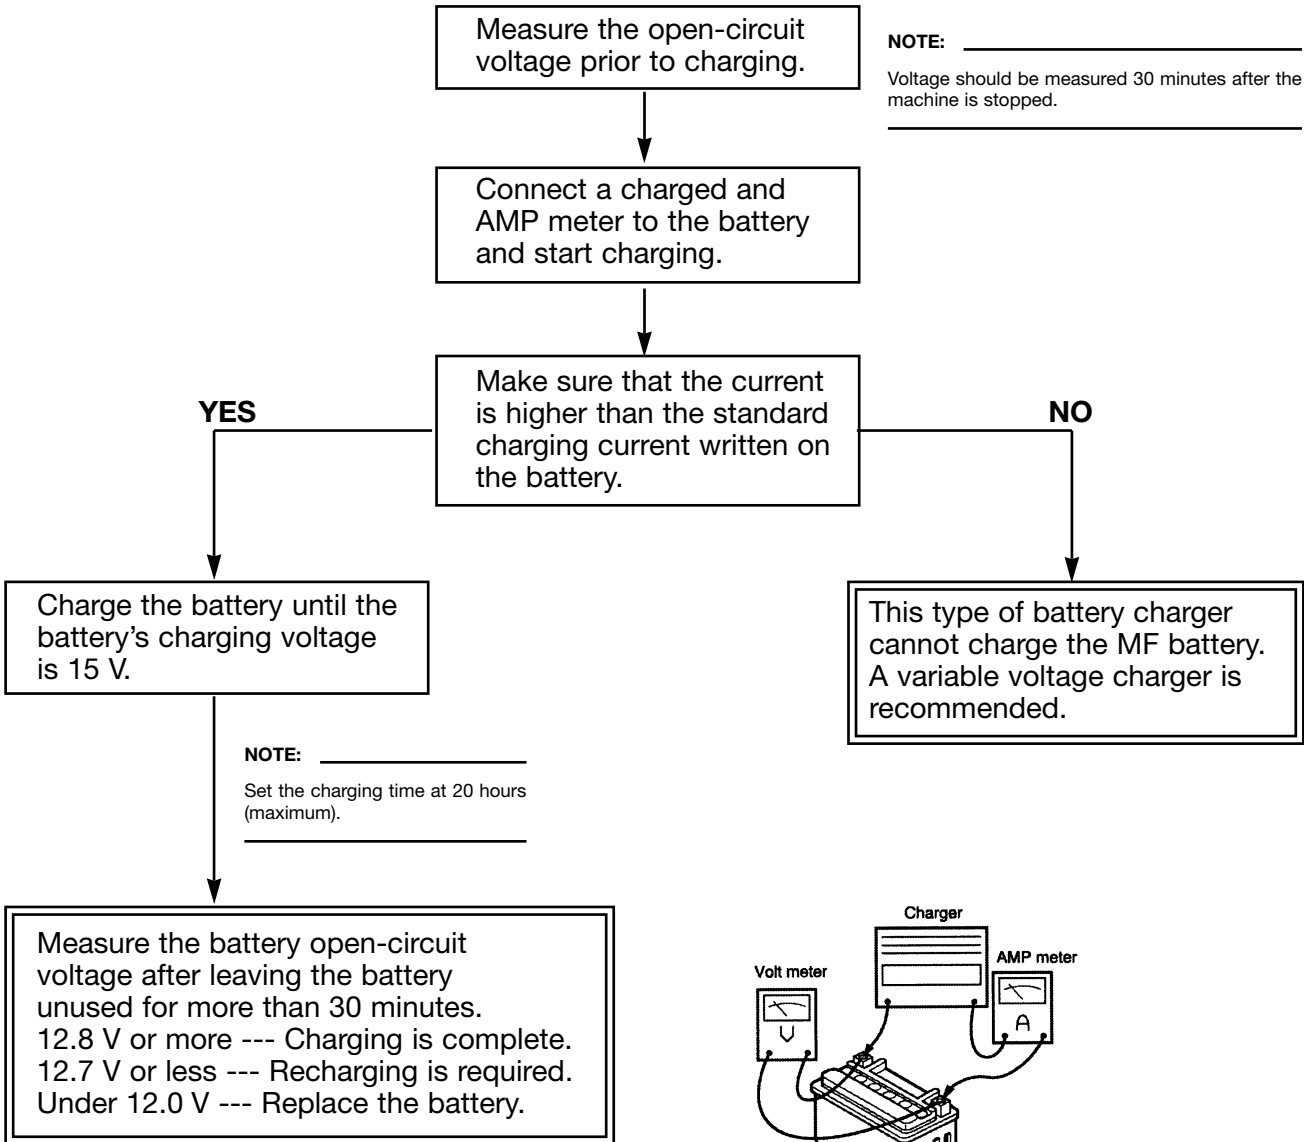 Measure the open-circuit
voltage prior to charging.
NOTE:
Voltage should be measured 30 minutes after the
machine is stopped.
Connect a charged and
AMP meter to the battery
and start charging.
Make sure that the current
is higher than the standard
charging current written on
the battery.
YES
NO
Charge the battery until the
battery's charging voltage
is 15 V.
This type of battery charger
cannot charge the MF battery.
A variable voltage charger is
recommended.
NOTE:
Set the charging time at 20 hours
(maximum).
Measure the battery open-circuit
voltage after leaving the battery
unused for more than 30 minutes.
12.8 V or more --- Charging is complete.
12.7 V or less --- Recharging is required.
Under 12.0 V --- Replace the battery.
Charger
Volt meter
AMP meter
V
A